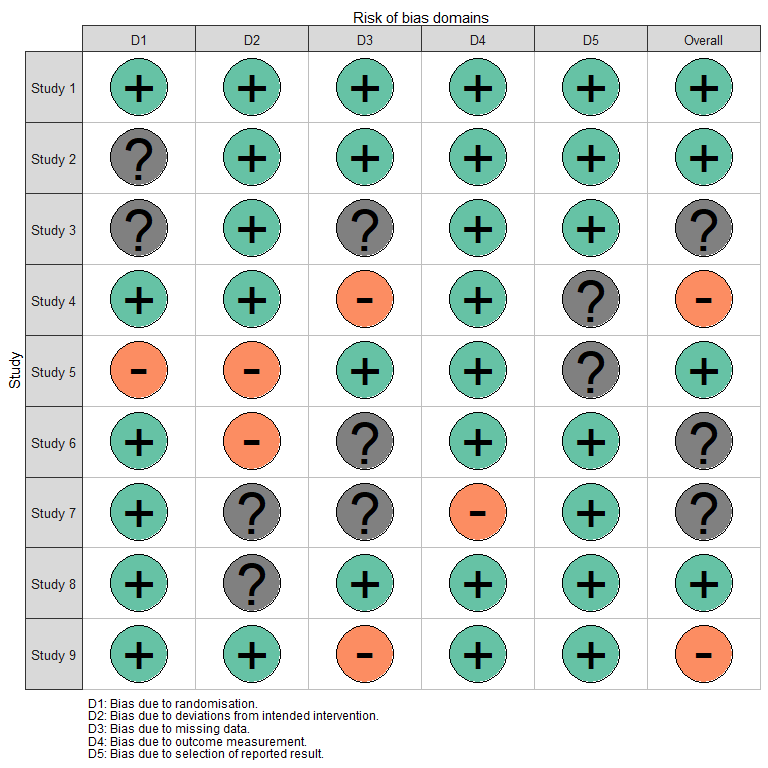 Risk of bias domains
D1 D2 D3 D4 D5 Overall
Study 1 + + + + + +
Study 2 ? + + + + +
Study 3 ? + ? + + ?
Study 4 + + - + ? -
Study 5 - - + + ? +
Study 6 + - ? + + ?
Study 7 + ? ? - + ?
Study 8 + ? + + + +
Study 9 + + - + + -
Study
D1: Bias due to randomisation.
D2: Bias due to deviations from intended intervention.
D3: Bias due to missing data.
D4: Bias due to outcome measurement.
D5: Bias due to selection of reported result.